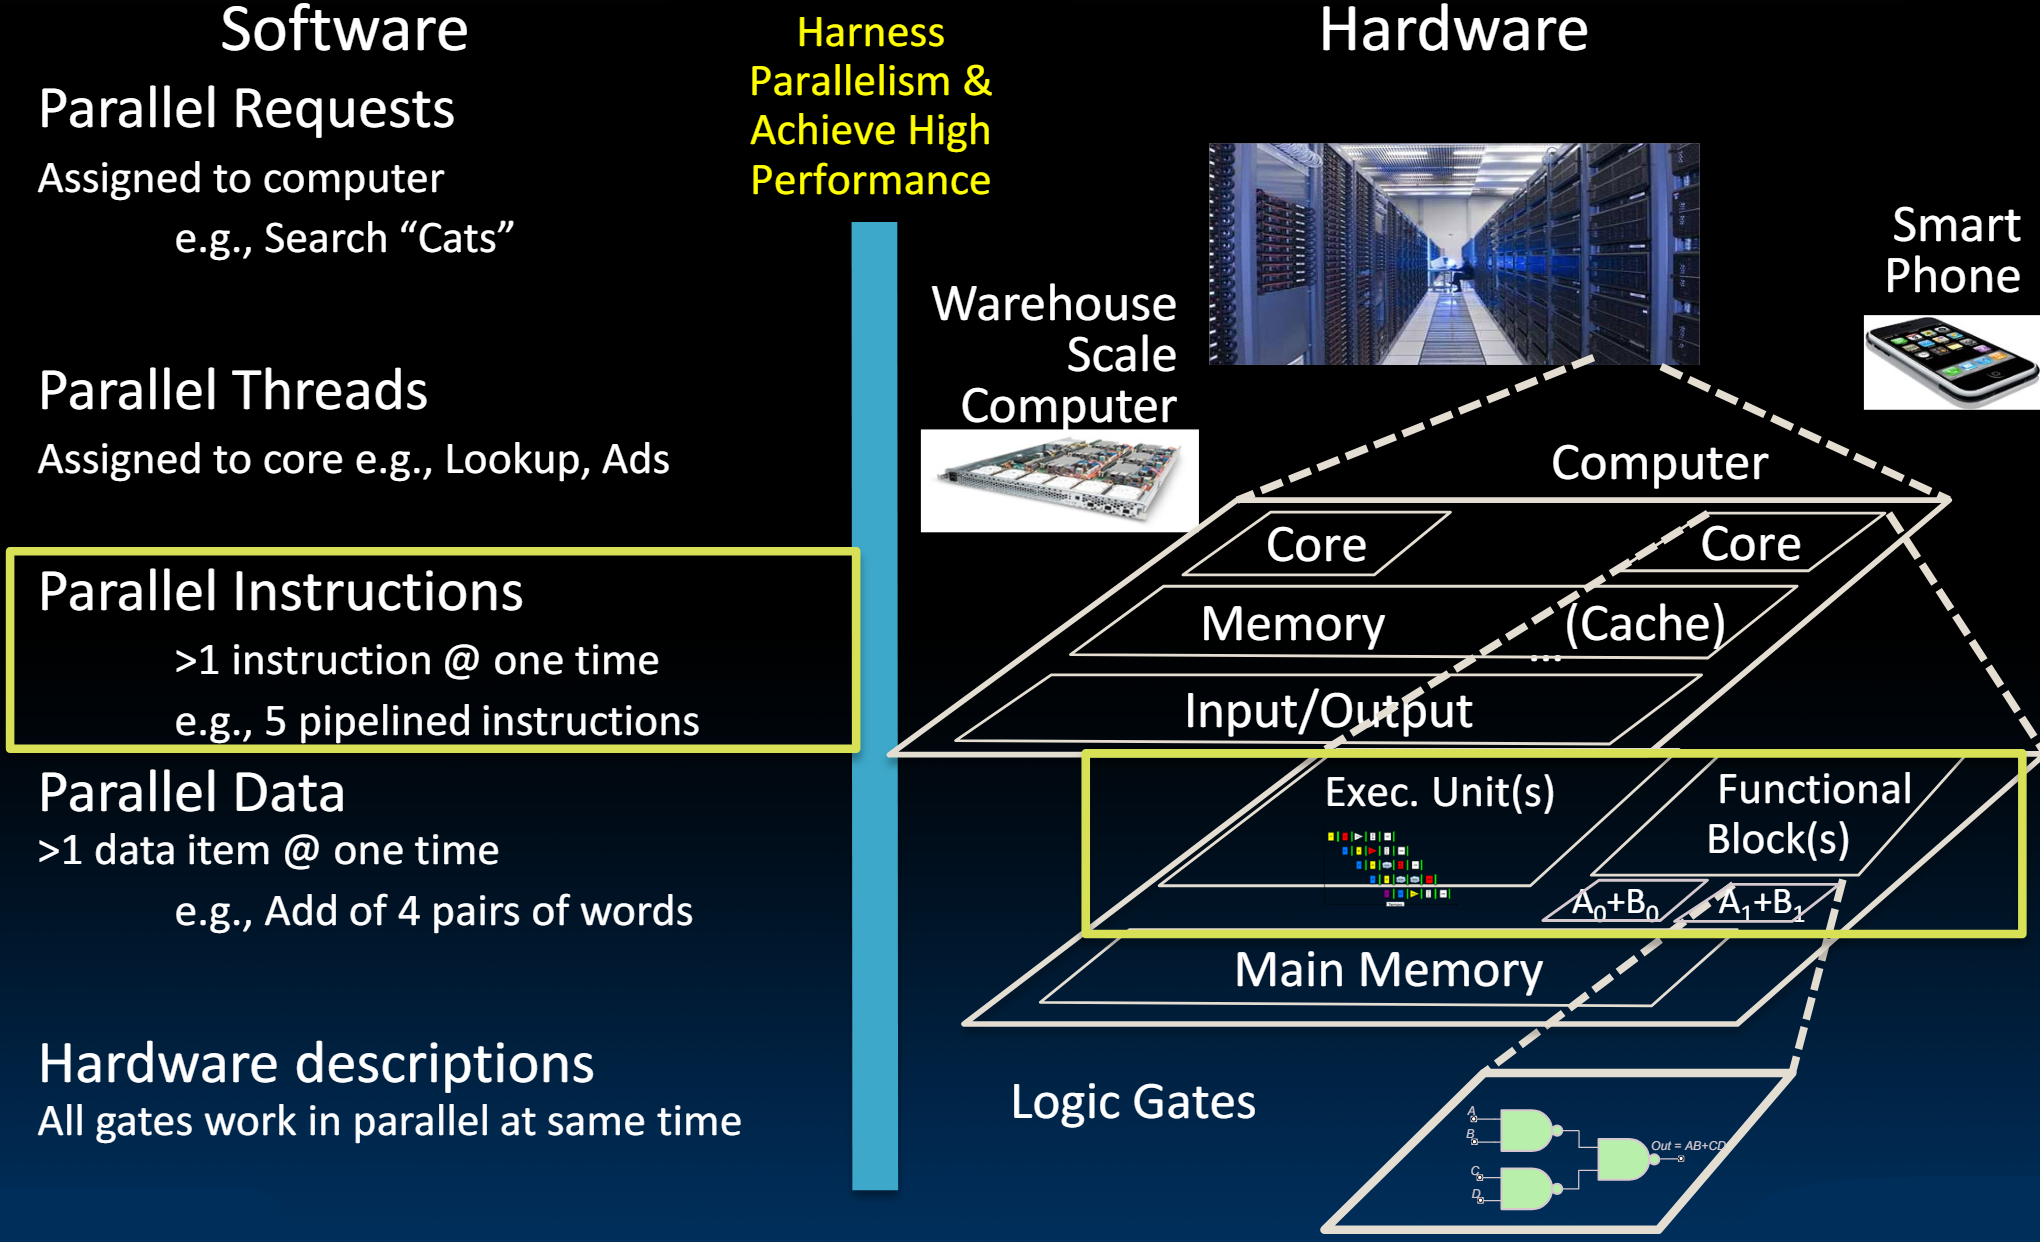 Software
Harness
Parallelism &
Achieve High
Performance
Hardware
Parallel Requests
Assigned to computer
e.g., Search “Cats”
Parallel Threads
Assigned to core e.g., Lookup, Ads
Parallel Instructions
>1 instruction @ one time
e.g., 5 pipelined instructions
Parallel Data
>1 data item @ one time
e.g., Add of 4 pairs of words
Hardware descriptions
All gates work in parallel at same time
Warehouse
Scale
Computer
Smart
Phone
Computer
Core
Core
Memory (Cache)
...
Input/Output
Exec. Unit(s)
Functional
Block(s)
A₀+B₀
A₁+B₁
Main Memory
Logic Gates
A
B
C
D
Out = AB+CD